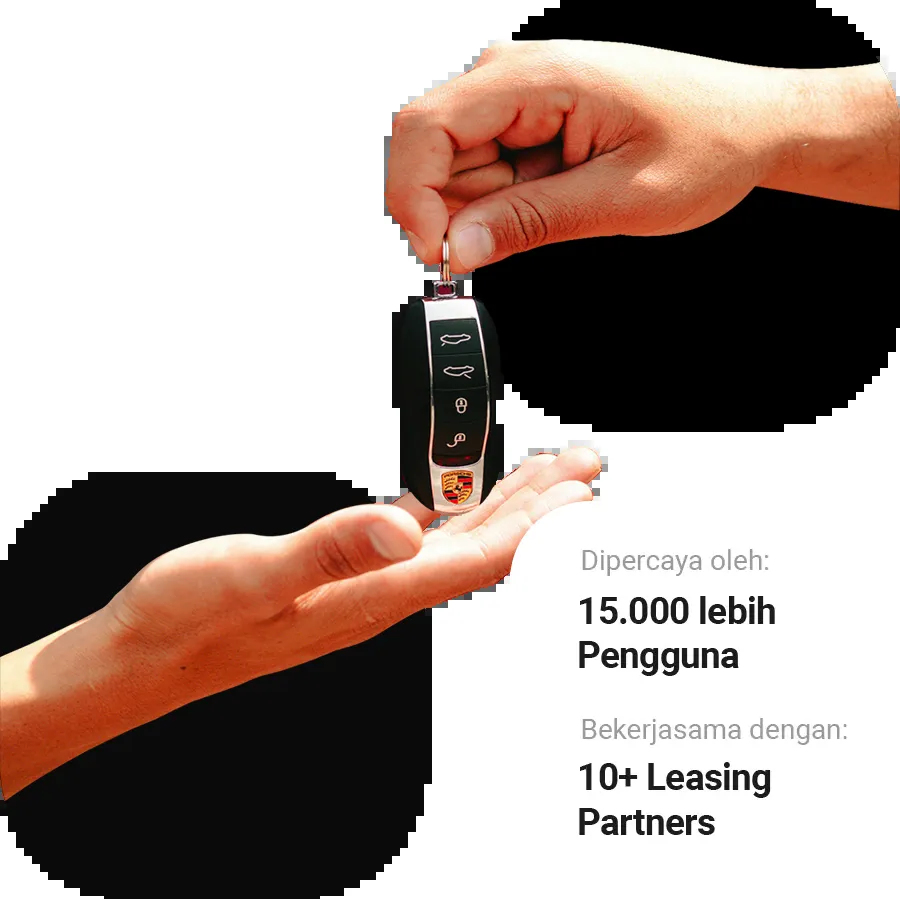 Dipercaya oleh:
15.000 lebih
Pengguna
Bekerjasama dengan:
10+ Leasing
Partners